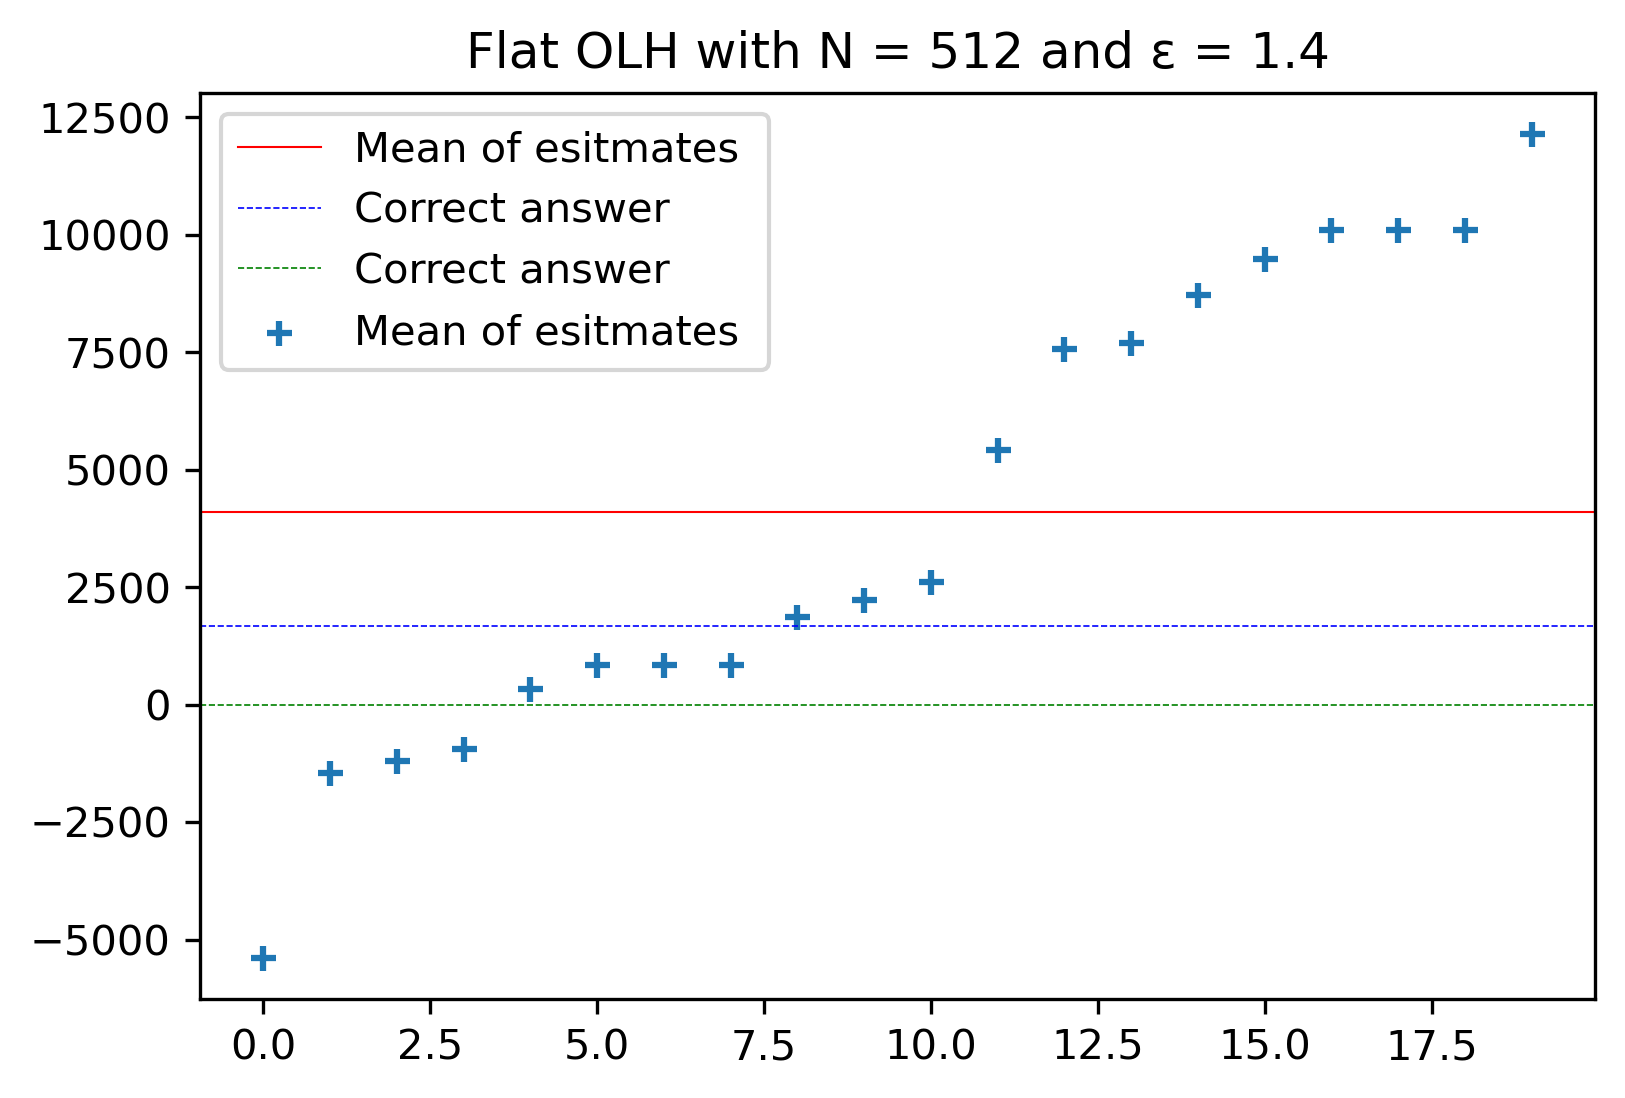 Flat OLH with N = 512 and ε = 1.4
12500
10000
7500
5000
2500
0
−2500
−5000
Mean of esitmates
Correct answer
Correct answer
Mean of esitmates
0.0 2.5 5.0 7.5 10.0 12.5 15.0 17.5